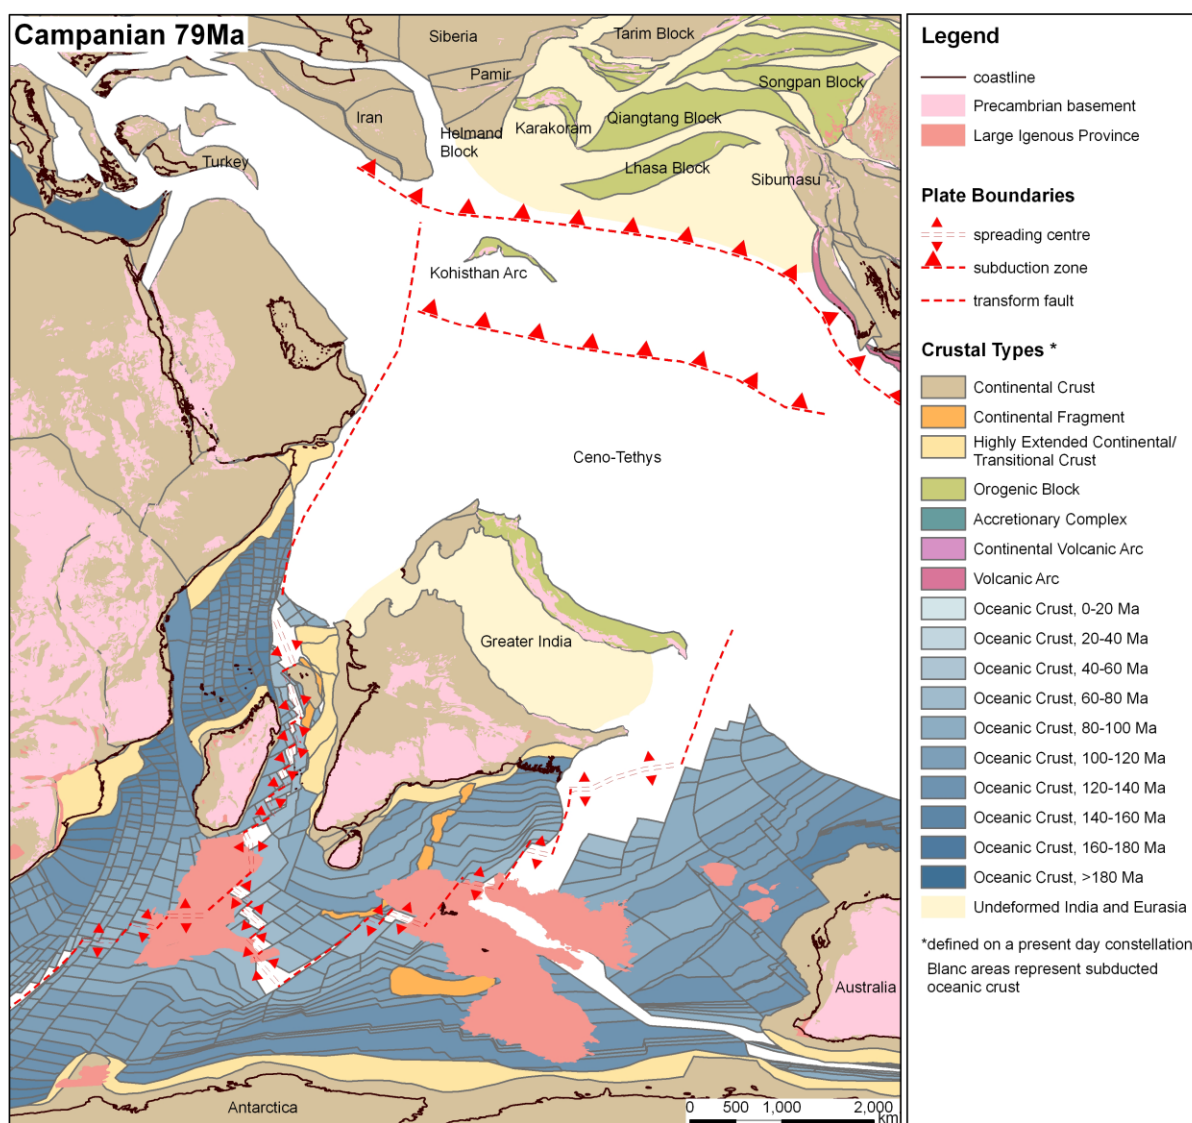 Campanian 79Ma
Siberia
Tarim Block
Pamir
Songpan Block
Iran
Karakoram
Qiangtang Block
Helmand
Block
Turkey
Lhasa Block
Sibumasu
Kohisthan Arc
Ceno-Tethys
Greater India
Australia
Antarctica
0 500 1,000 2,000
km
Legend
coastline
Precambrian basement
Large Igenous Province
Plate Boundaries
spreading centre
subduction zone
transform fault
Crustal Types *
Continental Crust
Continental Fragment
Highly Extended Continental/
Transitional Crust
Orogenic Block
Accretionary Complex
Continental Volcanic Arc
Volcanic Arc
Oceanic Crust, 0-20 Ma
Oceanic Crust, 20-40 Ma
Oceanic Crust, 40-60 Ma
Oceanic Crust, 60-80 Ma
Oceanic Crust, 80-100 Ma
Oceanic Crust, 100-120 Ma
Oceanic Crust, 120-140 Ma
Oceanic Crust, 140-160 Ma
Oceanic Crust, 160-180 Ma
Oceanic Crust, >180 Ma
Undeformed India and Eurasia
*defined on a present day constellation
Blanc areas represent subducted
oceanic crust